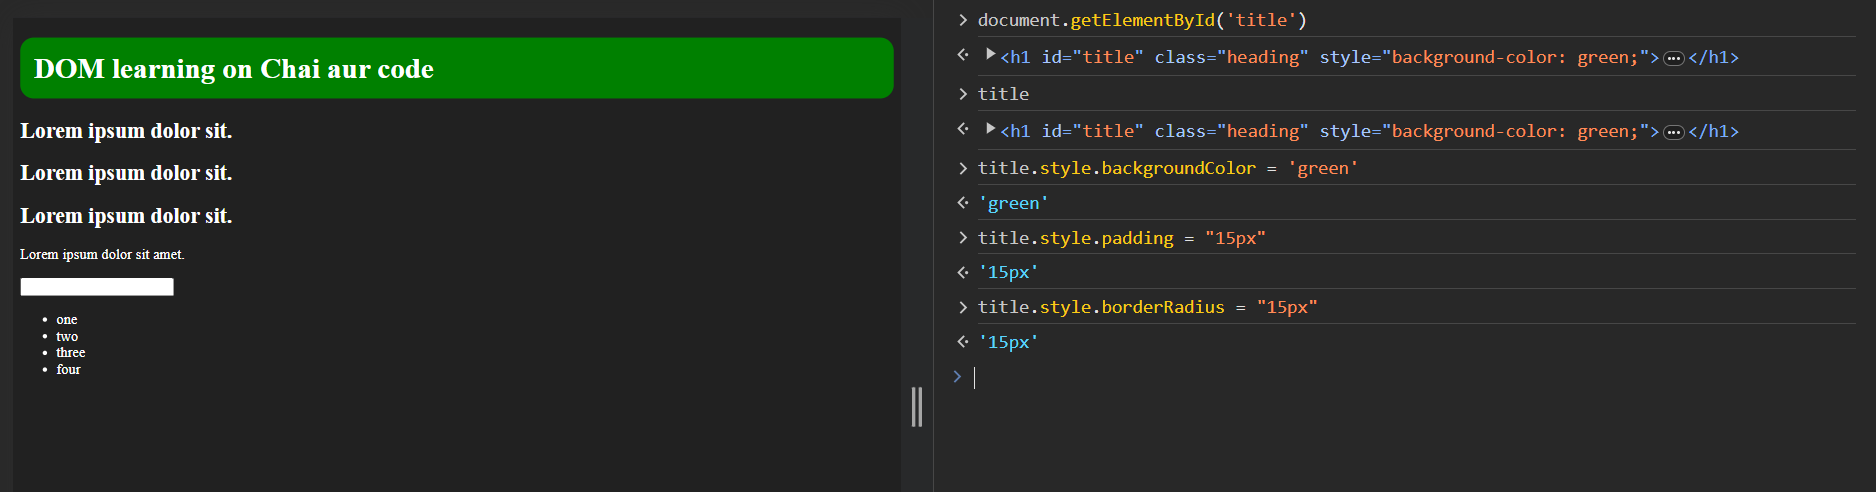 DOM learning on Chai aur code
Lorem ipsum dolor sit.
Lorem ipsum dolor sit.
Lorem ipsum dolor sit.
Lorem ipsum dolor sit amet.
• one
• two
• three
• four
> document.getElementById('title')
<h1 id="title" class="heading" style="background-color: green;">…</h1>
> title
<h1 id="title" class="heading" style="background-color: green;">…</h1>
> title.style.backgroundColor = 'green'
'green'
> title.style.padding = "15px"
'15px'
> title.style.borderRadius = "15px"
'15px'
>